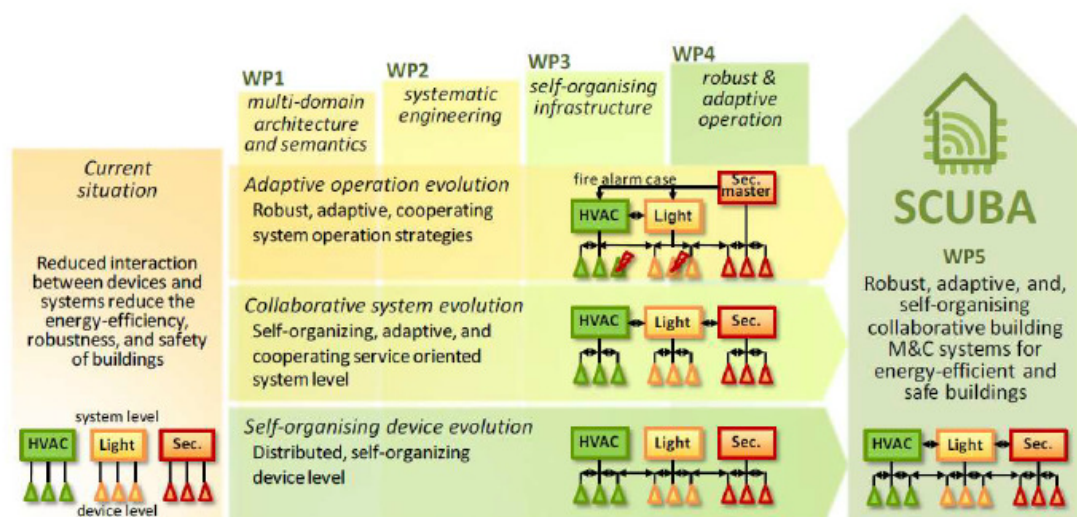 WP1
multi-domain
architecture
and semantics
WP2
systematic
engineering
WP3
self-organising
infrastructure
WP4
robust &
adaptive
operation
Current
situation
Reduced interaction
between devices and
systems reduce the
energy-efficiency,
robustness, and safety
of buildings
system level
HVAC
Light
Sec.
device level
Adaptive operation evolution
Robust, adaptive, cooperating
system operation strategies
fire alarm case
Sec.
master
HVAC
Light
Collaborative system evolution
Self-organizing, adaptive, and
cooperating service oriented
system level
HVAC
Light
Sec.
Self-organising device evolution
Distributed, self-organizing
device level
HVAC
Light
Sec.
SCUBA
WP5
Robust, adaptive, and,
self-organising
collaborative building
M&C systems for
energy-efficient and
safe buildings
HVAC
Light
Sec.